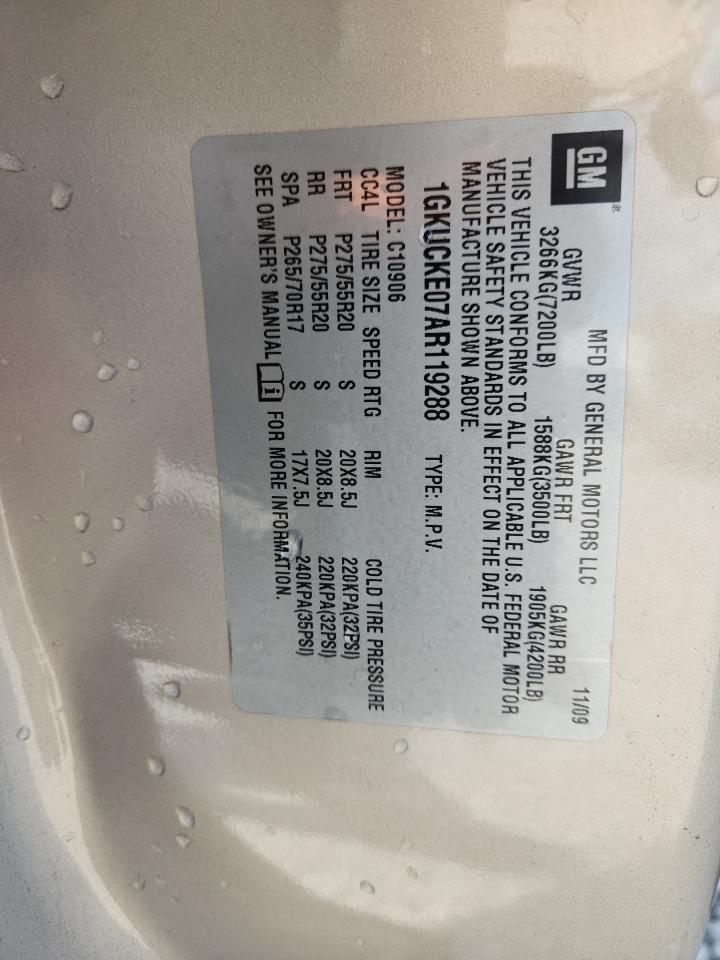 GM®
MFD BY GENERAL MOTORS LLC 11/09
GVWR GAWR FRT GAWR RR
3266KG(7200LB) 1588KG(3500LB) 1905KG(4200LB)
THIS VEHICLE CONFORMS TO ALL APPLICABLE U.S. FEDERAL MOTOR
VEHICLE SAFETY STANDARDS IN EFFECT ON THE DATE OF
MANUFACTURE SHOWN ABOVE.
1GKUCKE07AR119288 TYPE: M.P.V.
MODEL: C10906
CC4L TIRE SIZE SPEED RTG RIM COLD TIRE PRESSURE
FRT P275/55R20 S 20X8.5J 220KPA(32PSI)
RR P275/55R20 S 20X8.5J 220KPA(32PSI)
SPA P265/70R17 S 17X7.5J 240KPA(35PSI)
SEE OWNER'S MANUAL i FOR MORE INFORMATION.